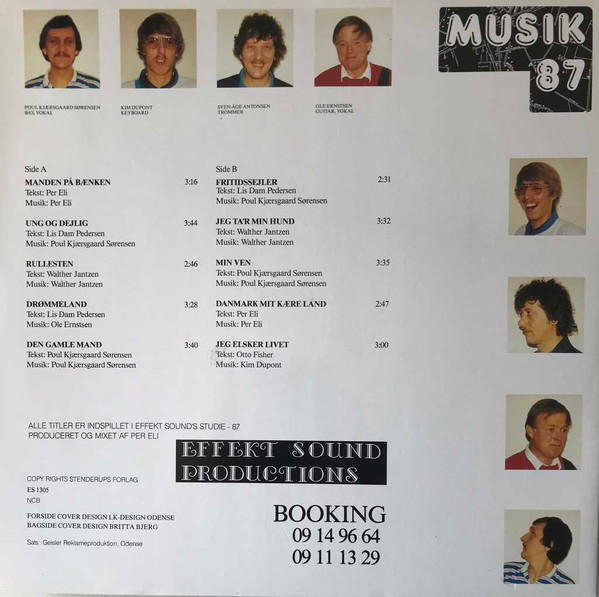 MUSIK
87
POUL KJÆRSGAARD SØRENSEN
BAS, VOKAL
KIM DUPONT
KEYBOARD
SVEN ÅGE ANTONSEN
TROMMER
OLE ERNSTSEN
GUITAR, VOKAL
Side A
MANDEN PÅ BÆNKEN 3:16
Tekst: Per Eli
Musik: Per Eli
UNG OG DEJLIG 3:44
Tekst: Lis Dam Pedersen
Musik: Poul Kjærsgaard Sørensen
RULLESTEN 2:46
Tekst: Walther Jantzen
Musik: Walther Jantzen
DRØMMELAND 3:28
Tekst: Lis Dam Pedersen
Musik: Ole Ernstsen
DEN GAMLE MAND 3:40
Tekst: Poul Kjærsgaard Sørensen
Musik: Poul Kjærsgaard Sørensen
Side B
FRITIDSSEJLER 2:31
Tekst: Lis Dam Pedersen
Musik: Poul Kjærsgaard Sørensen
JEG TA'R MIN HUND 3:32
Tekst: Walther Jantzen
Musik: Walther Jantzen
MIN VEN 3:35
Tekst: Poul Kjærsgaard Sørensen
Musik: Poul Kjærsgaard Sørensen
DANMARK MIT KÆRE LAND 2:47
Tekst: Per Eli
Musik: Per Eli
JEG ELSKER LIVET 3:00
Tekst: Otto Fisher
Musik: Kim Dupont
ALLE TITLER ER INDSPILLET I EFFEKT SOUND'S STUDIE - 87
PRODUCERET OG MIXET AF PER ELI
EFFEKT SOUND
PRODUCTIONS
COPY RIGHTS STENDERUPS FORLAG
ES 1305
NCB
FORSIDE COVER DESIGN LK-DESIGN ODENSE
BAGSIDE COVER DESIGN BRITTA BJERG
Sats: Geisler Reklameproduktion, Odense
BOOKING
09 14 96 64
09 11 13 29